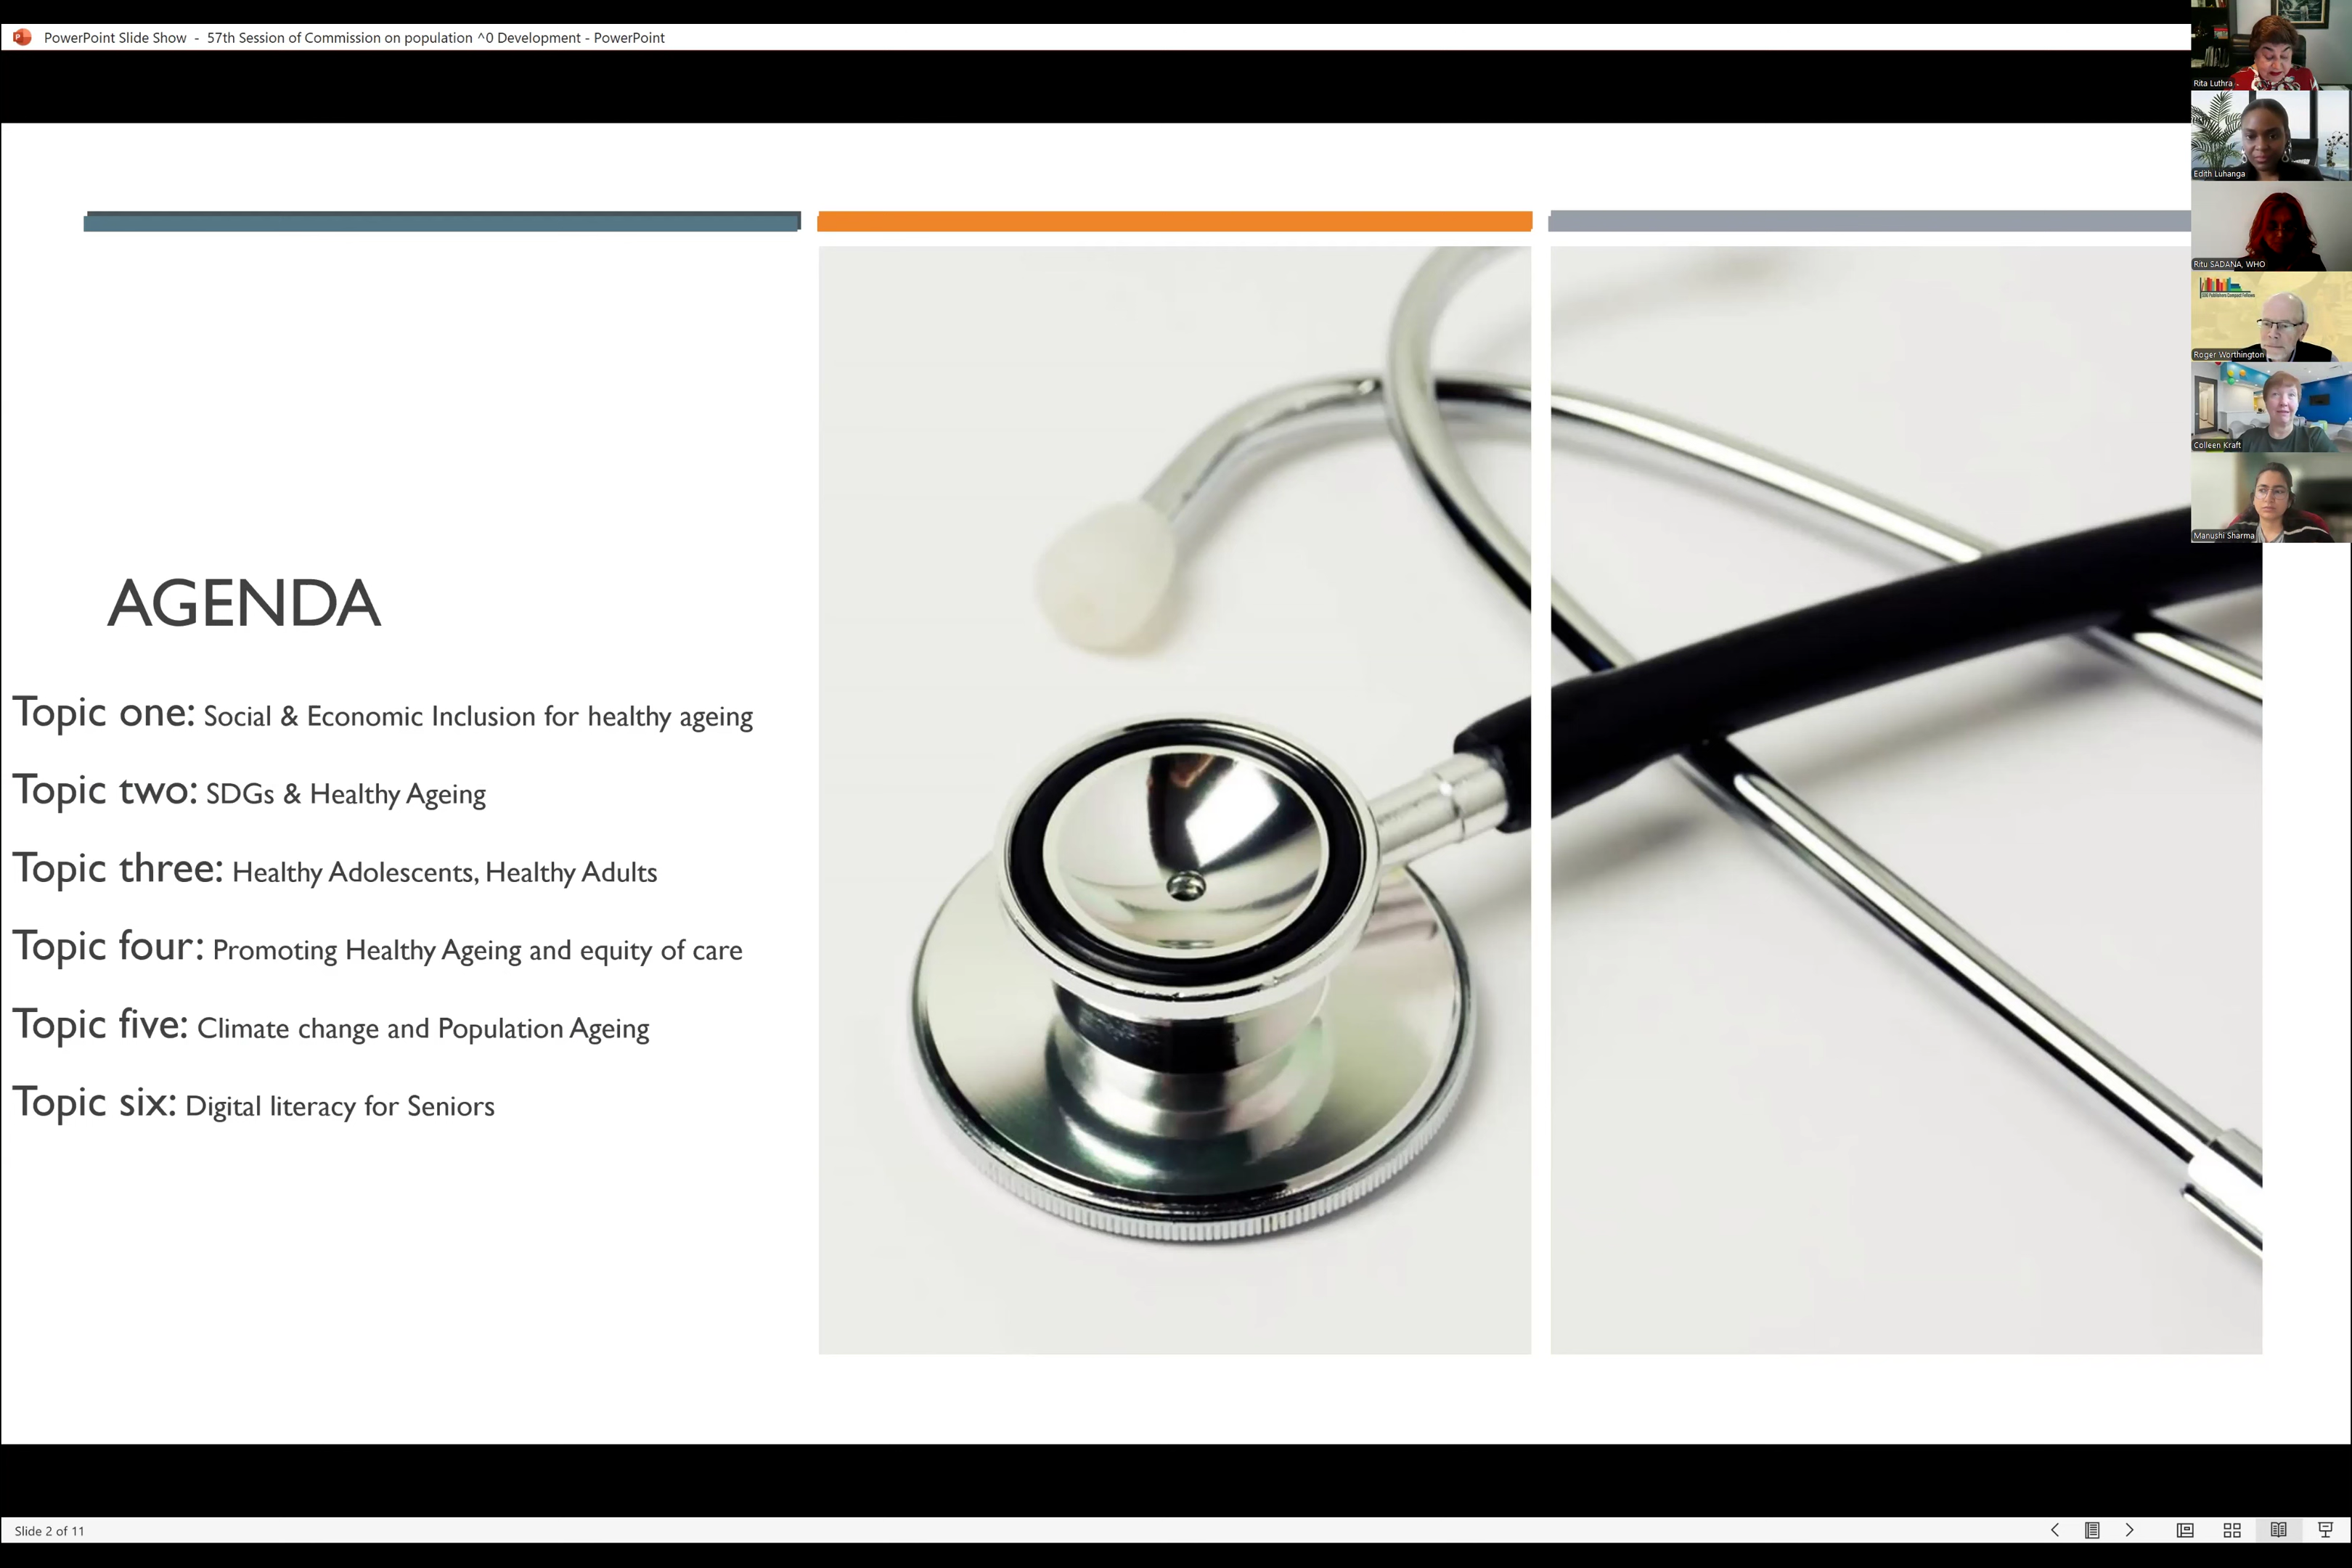 PowerPoint Slide Show - 57th Session of Commission on population ^0 Development - PowerPoint
Rita Luthra
Edith Luhanga
Ritu SADANA, WHO
Roger Worthington
Colleen Kraft
Manushi Sharma
AGENDA
Topic one: Social & Economic Inclusion for healthy ageing
Topic two: SDGs & Healthy Ageing
Topic three: Healthy Adolescents, Healthy Adults
Topic four: Promoting Healthy Ageing and equity of care
Topic five: Climate change and Population Ageing
Topic six: Digital literacy for Seniors
Slide 2 of 11